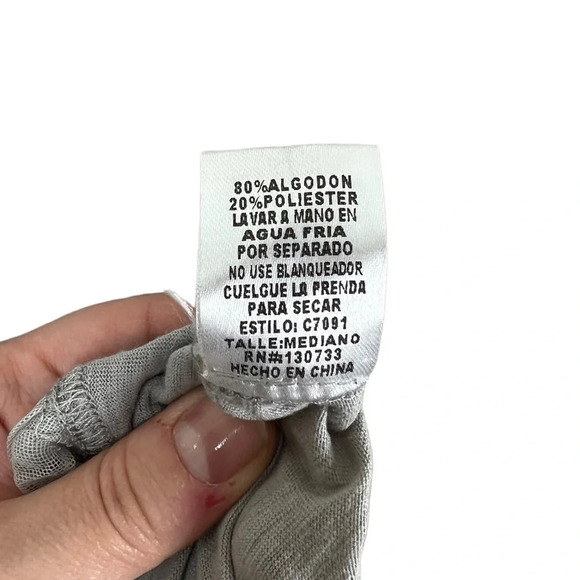 80%ALGODON
20%POLIESTER
LAVAR A MANO EN
AGUA FRIA
POR SEPARADO
NO USE BLANQUEADOR
CUELGUE LA PRENDA
PARA SECAR
ESTILO: C7091
TALLE:MEDIANO
RN#130733
HECHO EN CHINA